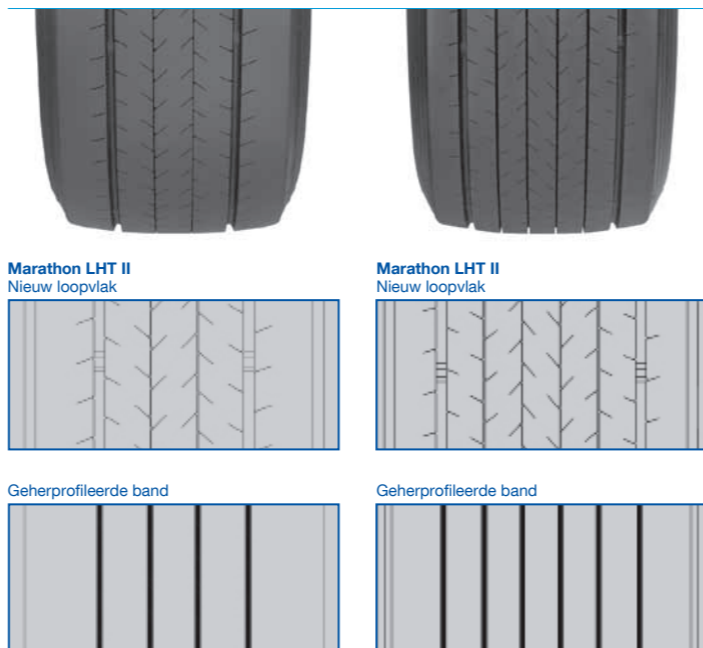 Marathon LHT II
Nieuw loopvlak
Geherprofileerde band
Marathon LHT II
Nieuw loopvlak
Geherprofileerde band